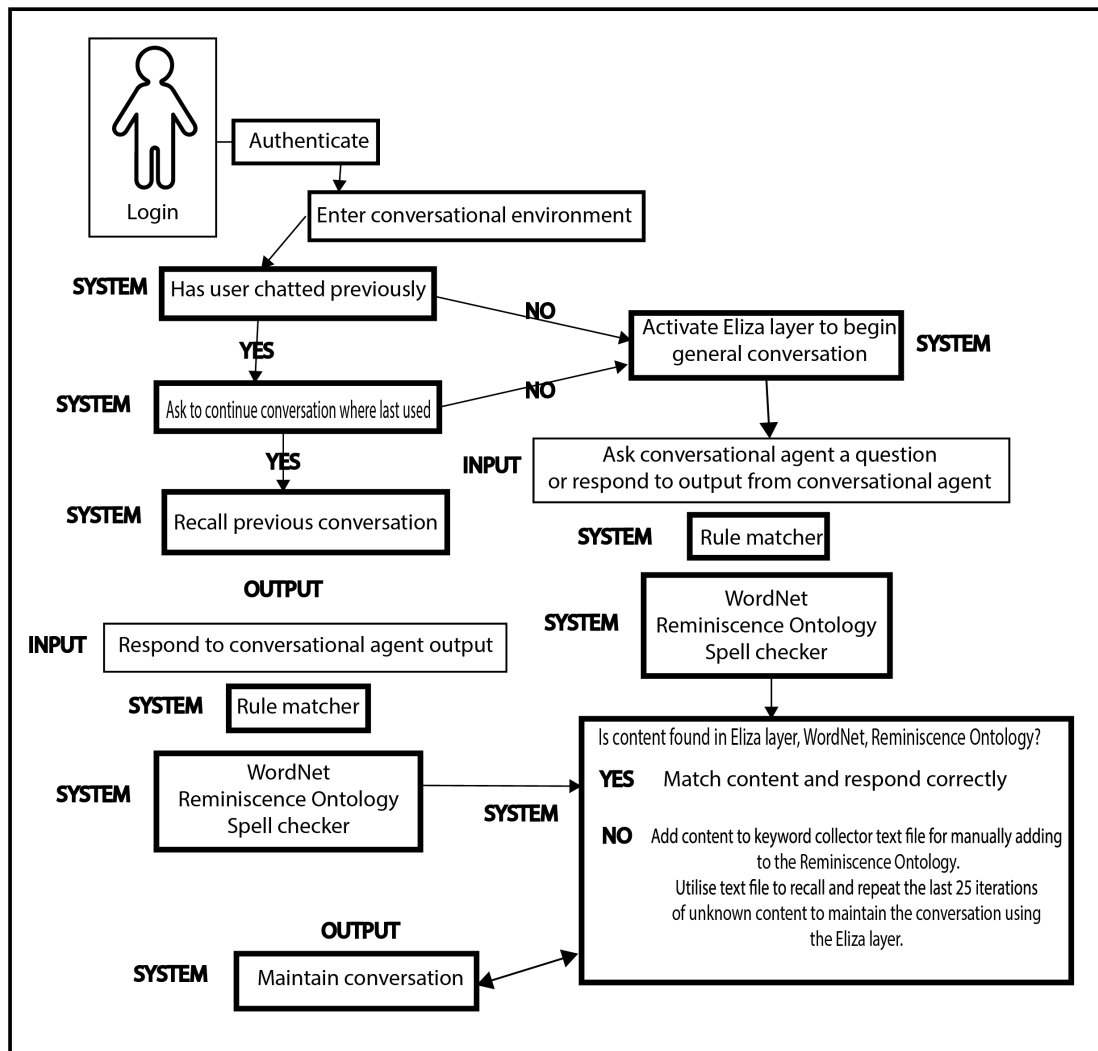 Login
Authenticate
Enter conversational environment
SYSTEM
Has user chatted previously
NO
YES
Activate Eliza layer to begin
general conversation
SYSTEM
SYSTEM
Ask to continue conversation where last used
NO
YES
INPUT
Ask conversational agent a question
or respond to output from conversational agent
SYSTEM
Recall previous conversation
SYSTEM
Rule matcher
OUTPUT
SYSTEM
WordNet
Reminiscence Ontology
Spell checker
INPUT
Respond to conversational agent output
SYSTEM
Rule matcher
SYSTEM
WordNet
Reminiscence Ontology
Spell checker
SYSTEM
Is content found in Eliza layer, WordNet, Reminiscence Ontology?
YES
Match content and respond correctly
NO
Add content to keyword collector text file for manually adding
to the Reminiscence Ontology.
Utilise text file to recall and repeat the last 25 iterations
of unknown content to maintain the conversation using
the Eliza layer.
OUTPUT
SYSTEM
Maintain conversation